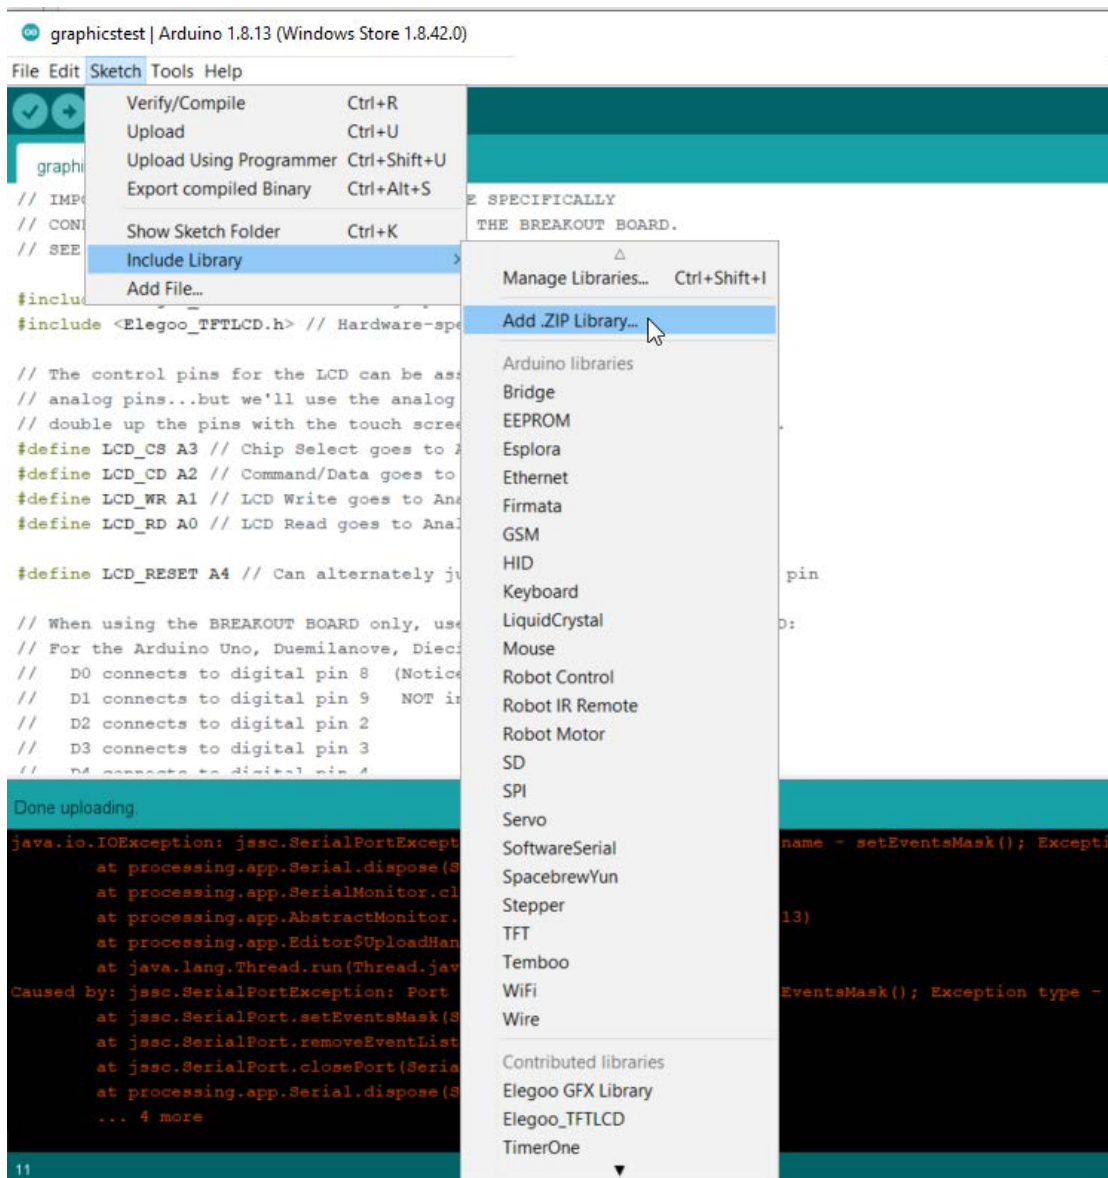 graphicstest | Arduino 1.8.13 (Windows Store 1.8.42.0)
File Edit Sketch Tools Help
Verify/Compile Ctrl+R
Upload Ctrl+U
Upload Using Programmer Ctrl+Shift+U
Export compiled Binary Ctrl+Alt+S
Show Sketch Folder Ctrl+K
Include Library
Add File...
Manage Libraries... Ctrl+Shift+I
Add .ZIP Library...
Arduino libraries
Bridge
EEPROM
Esplora
Ethernet
Firmata
GSM
HID
Keyboard
LiquidCrystal
Mouse
Robot Control
Robot IR Remote
Robot Motor
SD
SPI
Servo
SoftwareSerial
SpacebrewYun
Stepper
TFT
Temboo
WiFi
Wire
Contributed libraries
Elegoo GFX Library
Elegoo_TFTLCD
TimerOne
graphi
// IMP E SPECIFICALLY
// CON THE BREAKOUT BOARD.
// SEE
#inclu
#include <Elegoo_TFTLCD.h> // Hardware-spe
// The control pins for the LCD can be as
// analog pins...but we'll use the analog
// double up the pins with the touch scree
#define LCD_CS A3 // Chip Select goes to
#define LCD_CD A2 // Command/Data goes to
#define LCD_WR A1 // LCD Write goes to Ana
#define LCD_RD A0 // LCD Read goes to Anal
#define LCD_RESET A4 // Can alternately ju pin
// When using the BREAKOUT BOARD only, use D:
// For the Arduino Uno, Duemilanove, Dieci
// D0 connects to digital pin 8 (Notice
// D1 connects to digital pin 9 NOT i
// D2 connects to digital pin 2
// D3 connects to digital pin 3
// D4 connects to digital pin 4
Done uploading.
java.io.IOException: jssc.SerialPortExcept name - setEventsMask(); Excepti
at processing.app.Serial.dispose(S
at processing.app.SerialMonitor.cl
at processing.app.AbstractMonitor. 13)
at processing.app.Editor$UploadHan
at java.lang.Thread.run(Thread.jav
Caused by: jssc.SerialPortException: Port EventsMask(); Exception type -
at jssc.SerialPort.setEventsMask(S
at jssc.SerialPort.removeEventList
at jssc.SerialPort.closePort(Seria
at processing.app.Serial.dispose(S
... 4 more
11